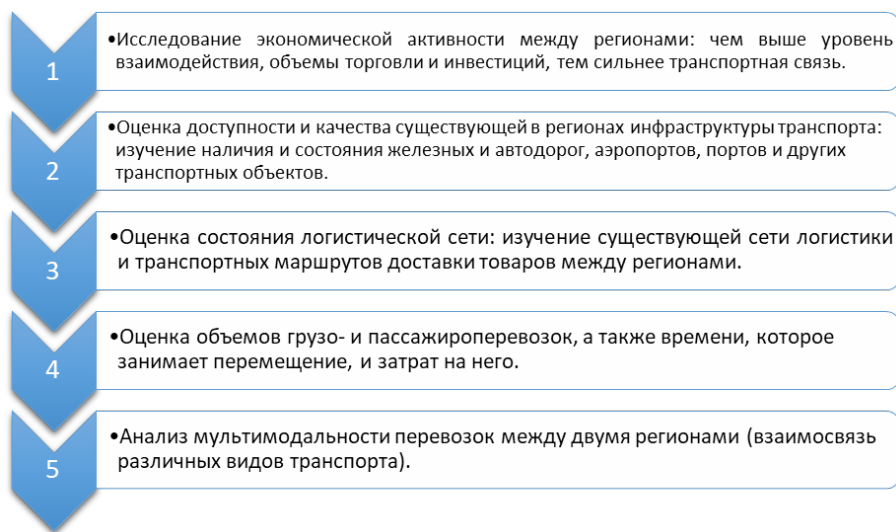 1
•Исследование экономической активности между регионами: чем выше уровень
взаимодействия, объемы торговли и инвестиций, тем сильнее транспортная связь.
2
•Оценка доступности и качества существующей в регионах инфраструктуры транспорта:
изучение наличия и состояния железных и автодорог, аэропортов, портов и других
транспортных объектов.
3
•Оценка состояния логистической сети: изучение существующей сети логистики
и транспортных маршрутов доставки товаров между регионами.
4
•Оценка объемов грузо- и пассажироперевозок, а также времени, которое
занимает перемещение, и затрат на него.
5
•Анализ мультимодальности перевозок между двумя регионами (взаимосвязь
различных видов транспорта).